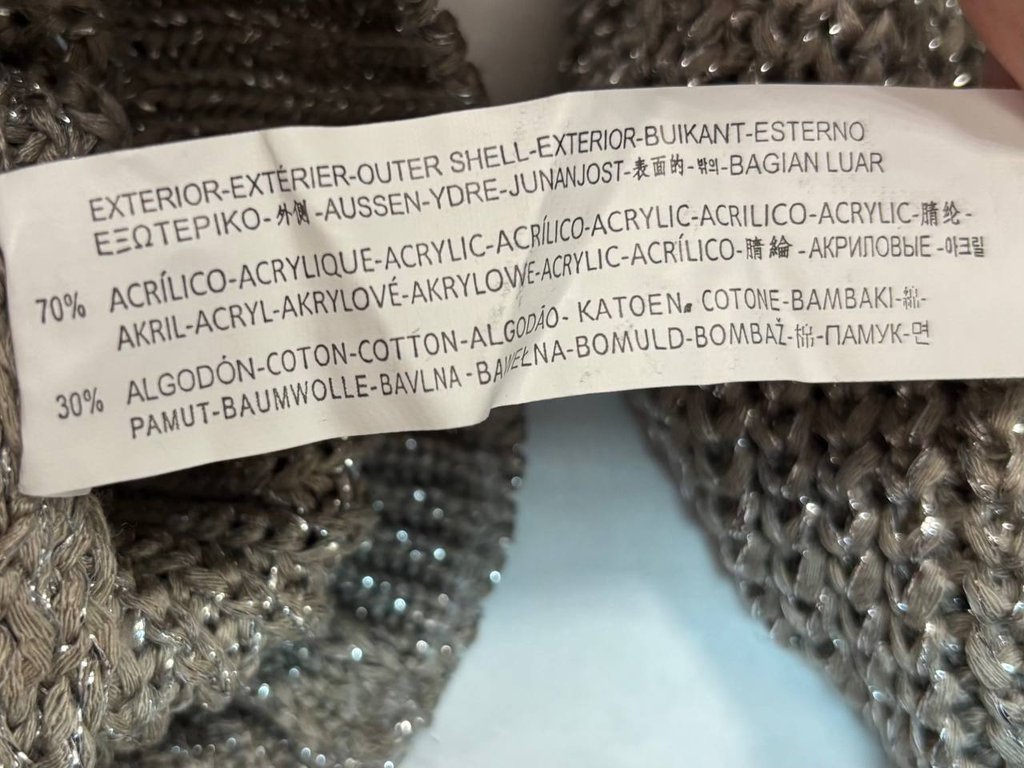 EXTERIOR-EXTÉRIER-OUTER SHELL-EXTERIOR-BUIKANT-ESTERNO
ΕΞΩΤΕΡΙΚΟ-外側-AUSSEN-YDRE-JUNANJOST-表面的-밖의-BAGIAN LUAR
70% ACRÍLICO-ACRYLIQUE-ACRYLIC-ACRÍLICO-ACRYLIC-ACRILICO-ACRYLIC-腈纶-
AKRIL-ACRYL-AKRYLOVÉ-AKRYLOWE-ACRYLIC-ACRÍLICO-腈綸-АКРИЛОВЫЕ-아크릴
30% ALGODÓN-COTON-COTTON-ALGODÃO- KATOEN. COTONE-BAMBAKI-綿-
PAMUT-BAUMWOLLE-BAVLNA-BAWEŁNA-BOMULD-BOMBAŽ-棉-ПАМУК-면